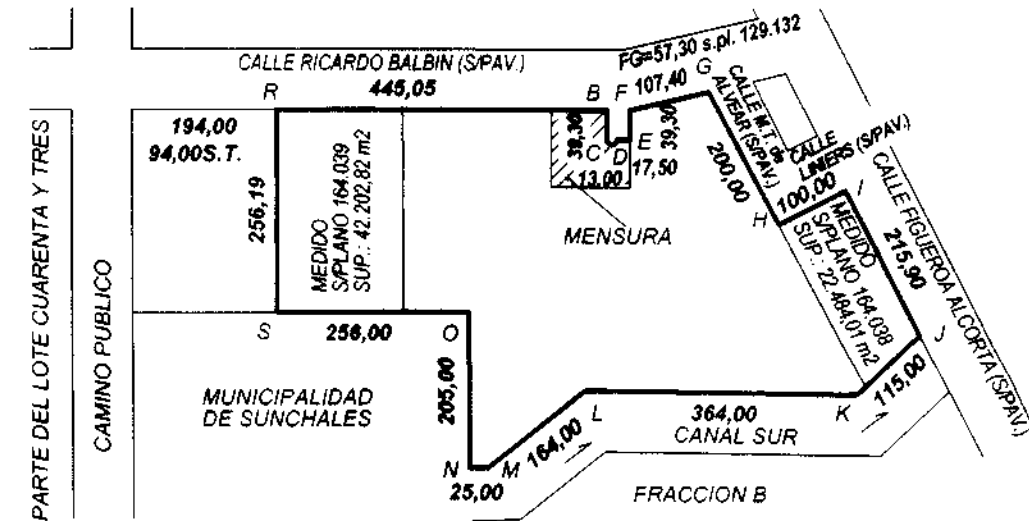 CALLE RICARDO BALBIN (S/PAV.)
FG=57,30 s.pl. 129.132
R
445,05
B
F
107,40
G
CALLE M.T. de
ALVEAR (S/PAV.)
194,00
94,00S.T.
39,30
C
D
E
39,30
17,50
13,00
200,00
CALLE
LINIERS (S/PAV.)
100,00
I
H
CALLE FIGUEROA ALCORTA (S/PAV.)
215,90
256,19
MEDIDO
S/PLANO 164.039
SUP.: 42.202,82 m2
MENSURA
MEDIDO
S/PLANO 164.038
SUP.: 22.484,01 m2
PARTE DEL LOTE CUARENTA Y TRES
CAMINO PUBLICO
S
256,00
O
J
MUNICIPALIDAD
DE SUNCHALES
205,00
L
364,00
K
115,00
CANAL SUR
164,00
N
M
25,00
FRACCION B